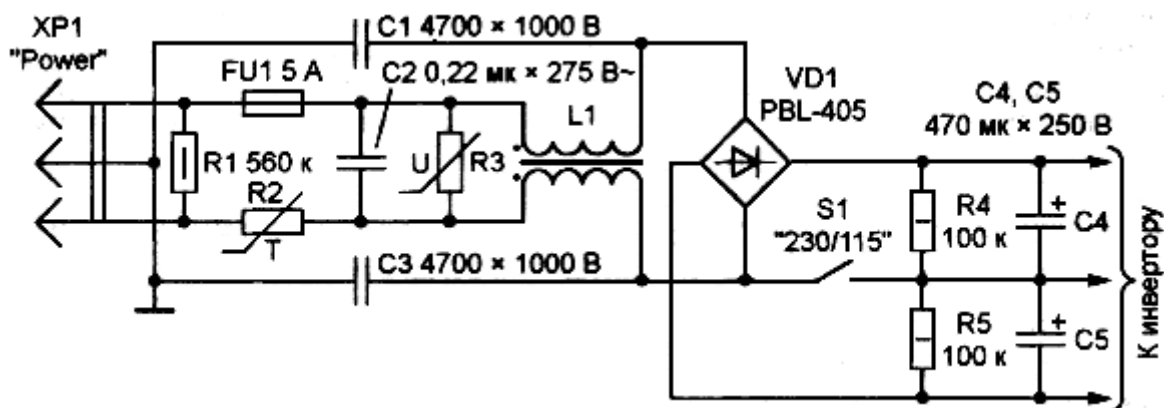 XP1
"Power"
C1 4700 × 1000 В
FU1 5 А
C2 0,22 мк × 275 В~
R1 560 к
R2
T
U
R3
L1
C3 4700 × 1000 В
VD1
PBL-405
S1
"230/115"
C4, C5
470 мк × 250 В
R4
100 к
+
C4
R5
100 к
+
C5
К инвертору